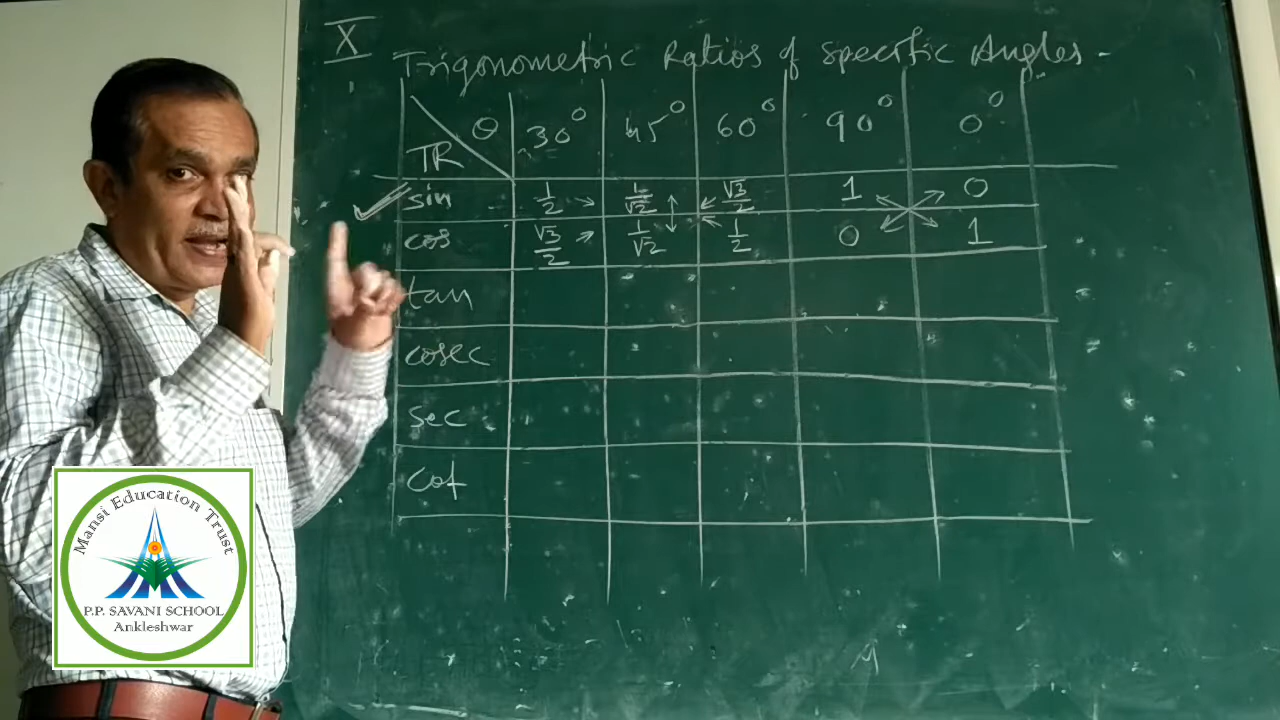 X
Trigonometric Ratios of Specific Angles.
TR θ 30° 45° 60° 90° 0°
sin 1/2 1/√2 √3/2 1 0
cos √3/2 1/√2 1/2 0 1
tan
cosec
sec
cot
Mansi Education Trust
P.P. SAVANI SCHOOL
Ankleshwar